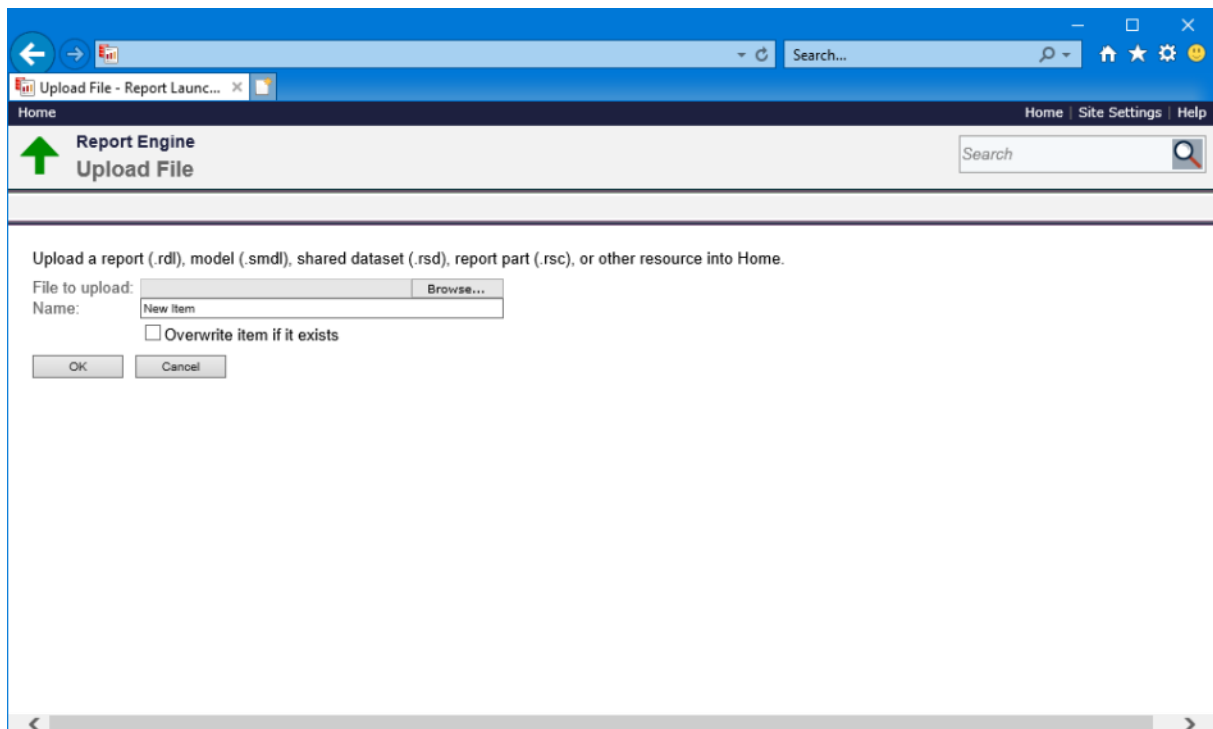 Search...
Upload File - Report Launc...
Home
Home | Site Settings | Help
Report Engine
Upload File
Search
Upload a report (.rdl), model (.smdl), shared dataset (.rsd), report part (.rsc), or other resource into Home.
File to upload: Browse...
Name: New Item
Overwrite item if it exists
OK Cancel